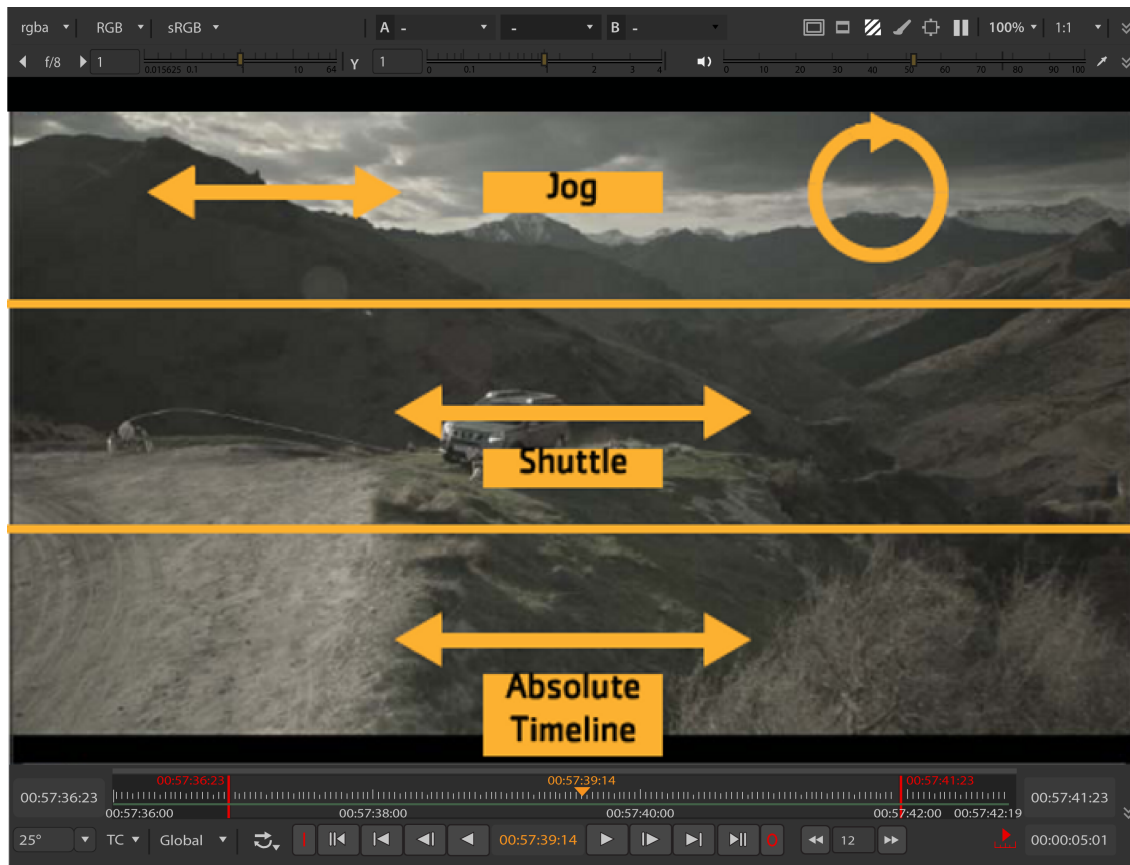 rgba RGB sRGB A - - B - 100% 1:1
f/8 1 0.015625 0.1 10 64 Y 1 0 0.1 2 3 4 0 10 20 30 40 50 60 70 80 90 100
Jog
Shuttle
Absolute
Timeline
00:57:36:23 00:57:39:14 00:57:41:23
00:57:36:23 00:57:41:23
00:57:36:00 00:57:38:00 00:57:40:00 00:57:42:00 00:57:42:19
25° TC Global I 00:57:39:14 O 12 00:00:05:01